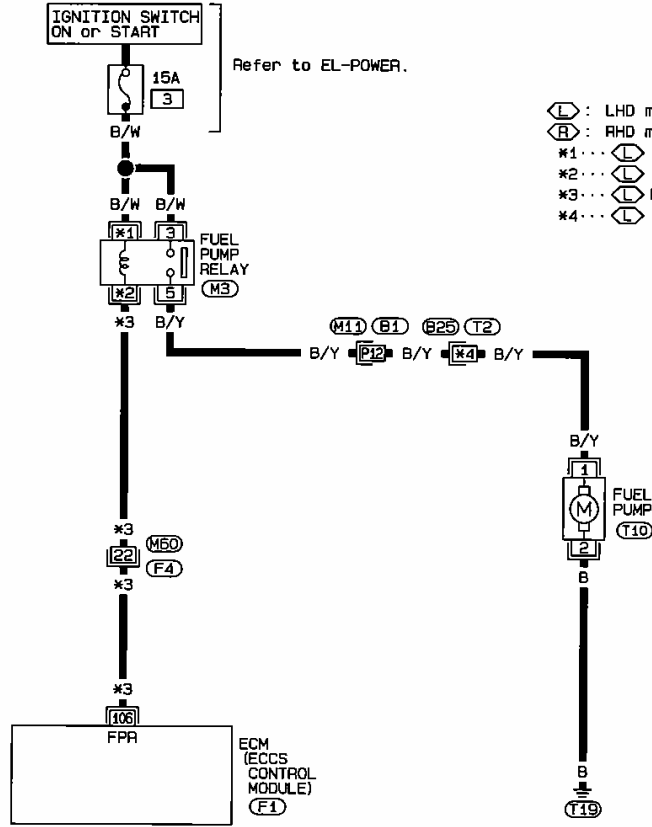 IGNITION SWITCH
ON or START
Refer to EL-POWER.
15A
3
B/W
L : LHD m
R : RHD m
*1··· L
*2··· L
*3··· L
*4··· L
B/W B/W
*1 3
FUEL
PUMP
RELAY
M3
*2 5
*3 B/Y
M11 B1 B25 T2
B/Y P12 B/Y *4 B/Y
B/Y
1
FUEL
PUMP
M
T10
2
B
*3
22
M60
F4
*3
*3
106
FPR
ECM
(ECCS
CONTROL
MODULE)
F1
B
T19